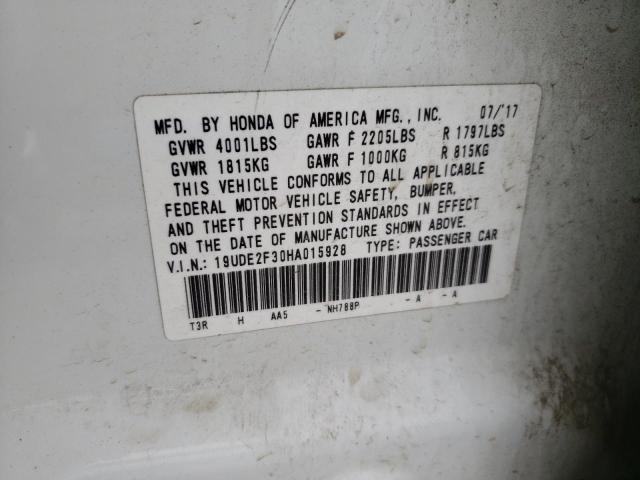 MFD. BY HONDA OF AMERICA MFG., INC. 07/'17
GVWR 4001LBS GAWR F 2205LBS R 1797LBS
GVWR 1815KG GAWR F 1000KG R 815KG
THIS VEHICLE CONFORMS TO ALL APPLICABLE
FEDERAL MOTOR VEHICLE SAFETY, BUMPER,
AND THEFT PREVENTION STANDARDS IN EFFECT
ON THE DATE OF MANUFACTURE SHOWN ABOVE.
V.I.N.: 19UDE2F30HA015928 TYPE: PASSENGER CAR
T3R H AA5 - NH788P - A - A